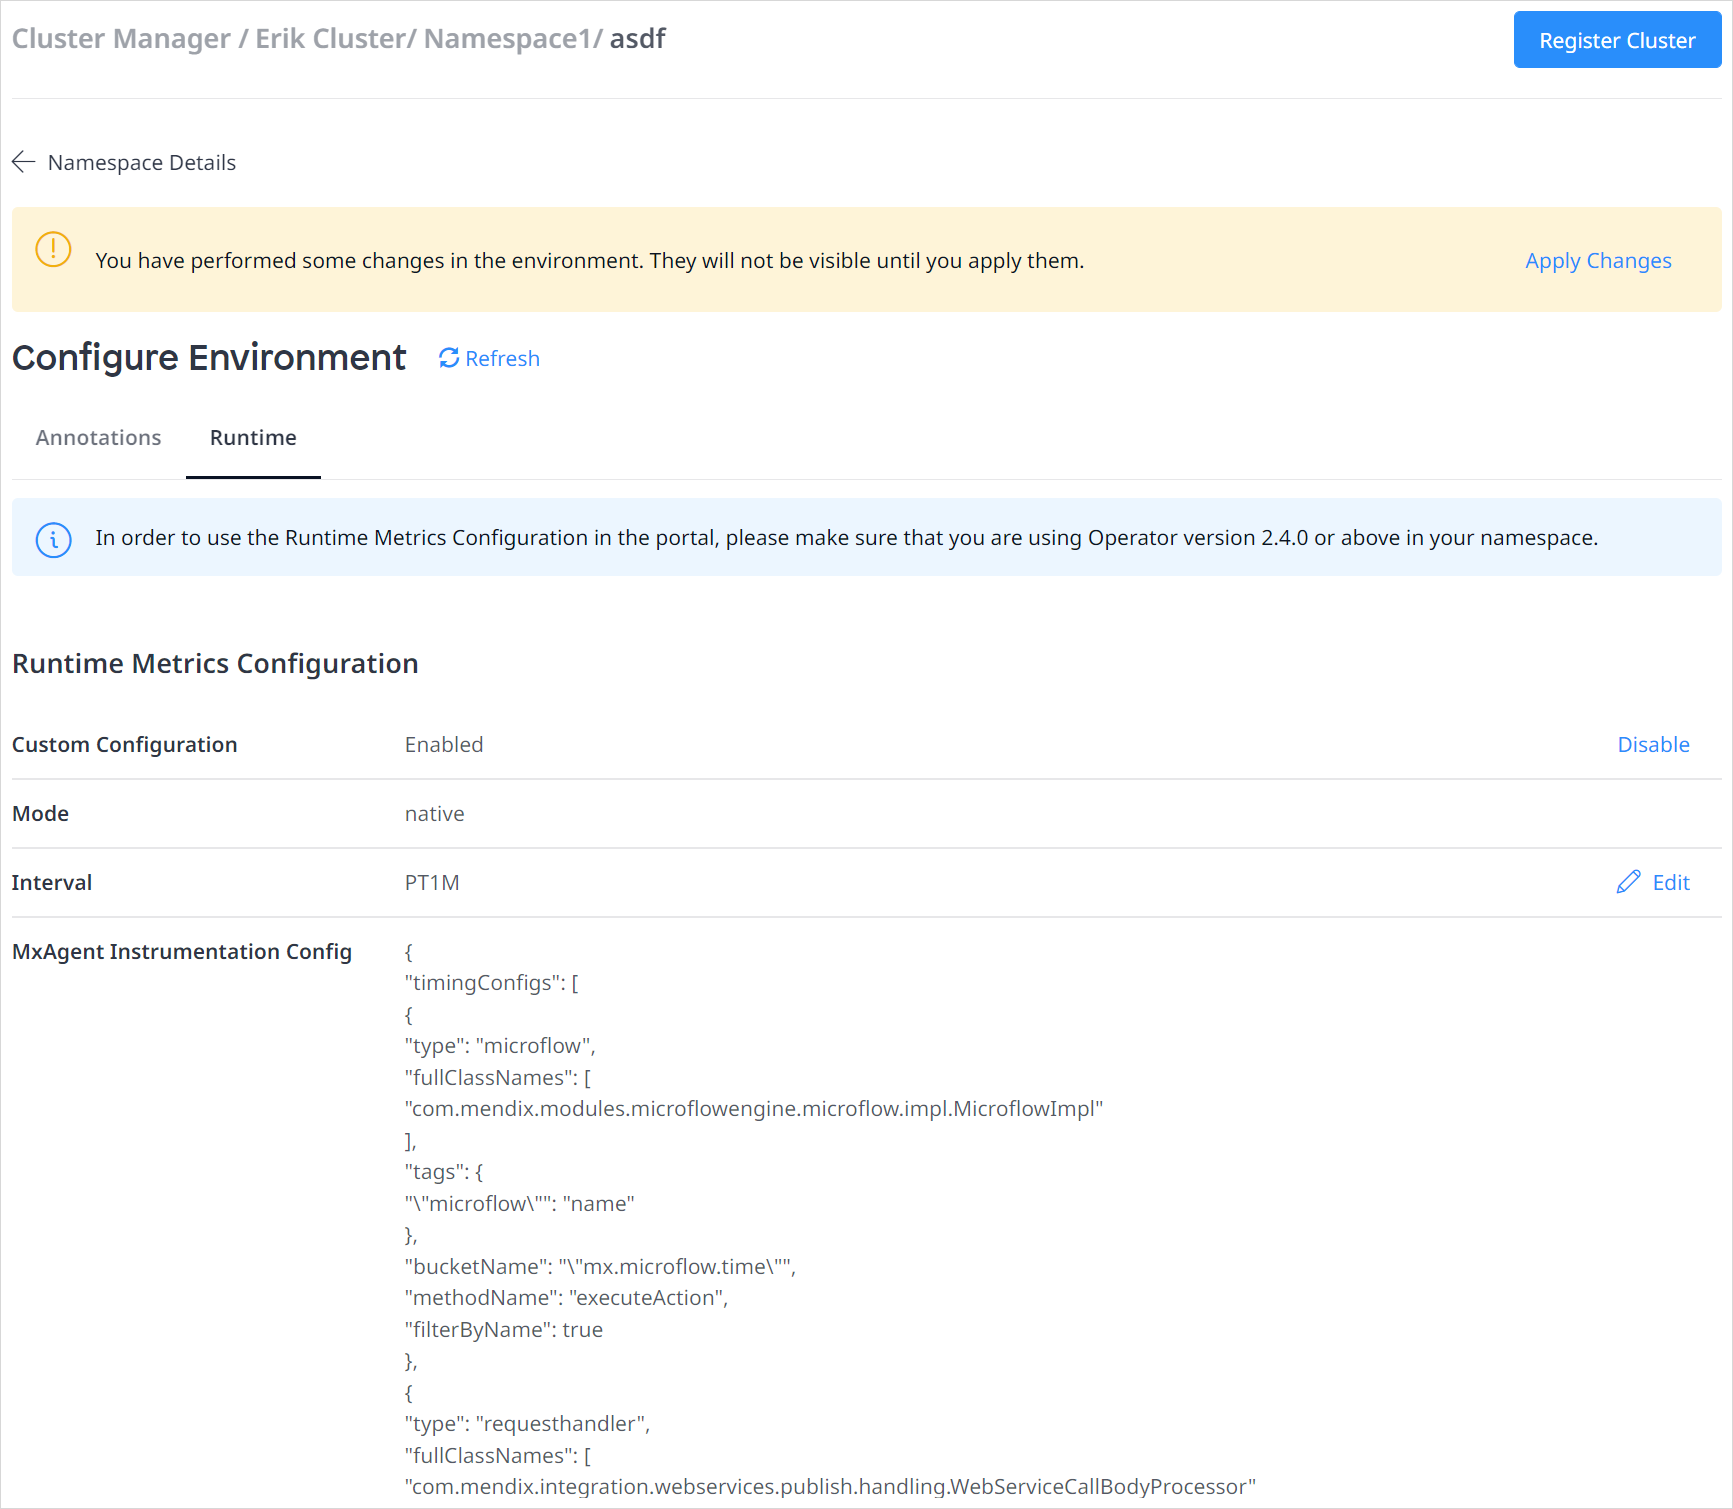 Cluster Manager / Erik Cluster/ Namespace1/ asdf
Register Cluster
Namespace Details
You have performed some changes in the environment. They will not be visible until you apply them.
Apply Changes
Configure Environment
Refresh
Annotations
Runtime
In order to use the Runtime Metrics Configuration in the portal, please make sure that you are using Operator version 2.4.0 or above in your namespace.
Runtime Metrics Configuration
Custom Configuration
Enabled
Disable
Mode
native
Interval
PT1M
Edit
MxAgent Instrumentation Config
{
"timingConfigs": [
{
"type": "microflow",
"fullClassNames": [
"com.mendix.modules.microflowengine.microflow.impl.MicroflowImpl"
],
"tags": {
"\"microflow\"": "name"
},
"bucketName": "\"mx.microflow.time\"",
"methodName": "executeAction",
"filterByName": true
},
{
"type": "requesthandler",
"fullClassNames": [
"com.mendix.integration.webservices.publish.handling.WebServiceCallBodyProcessor"